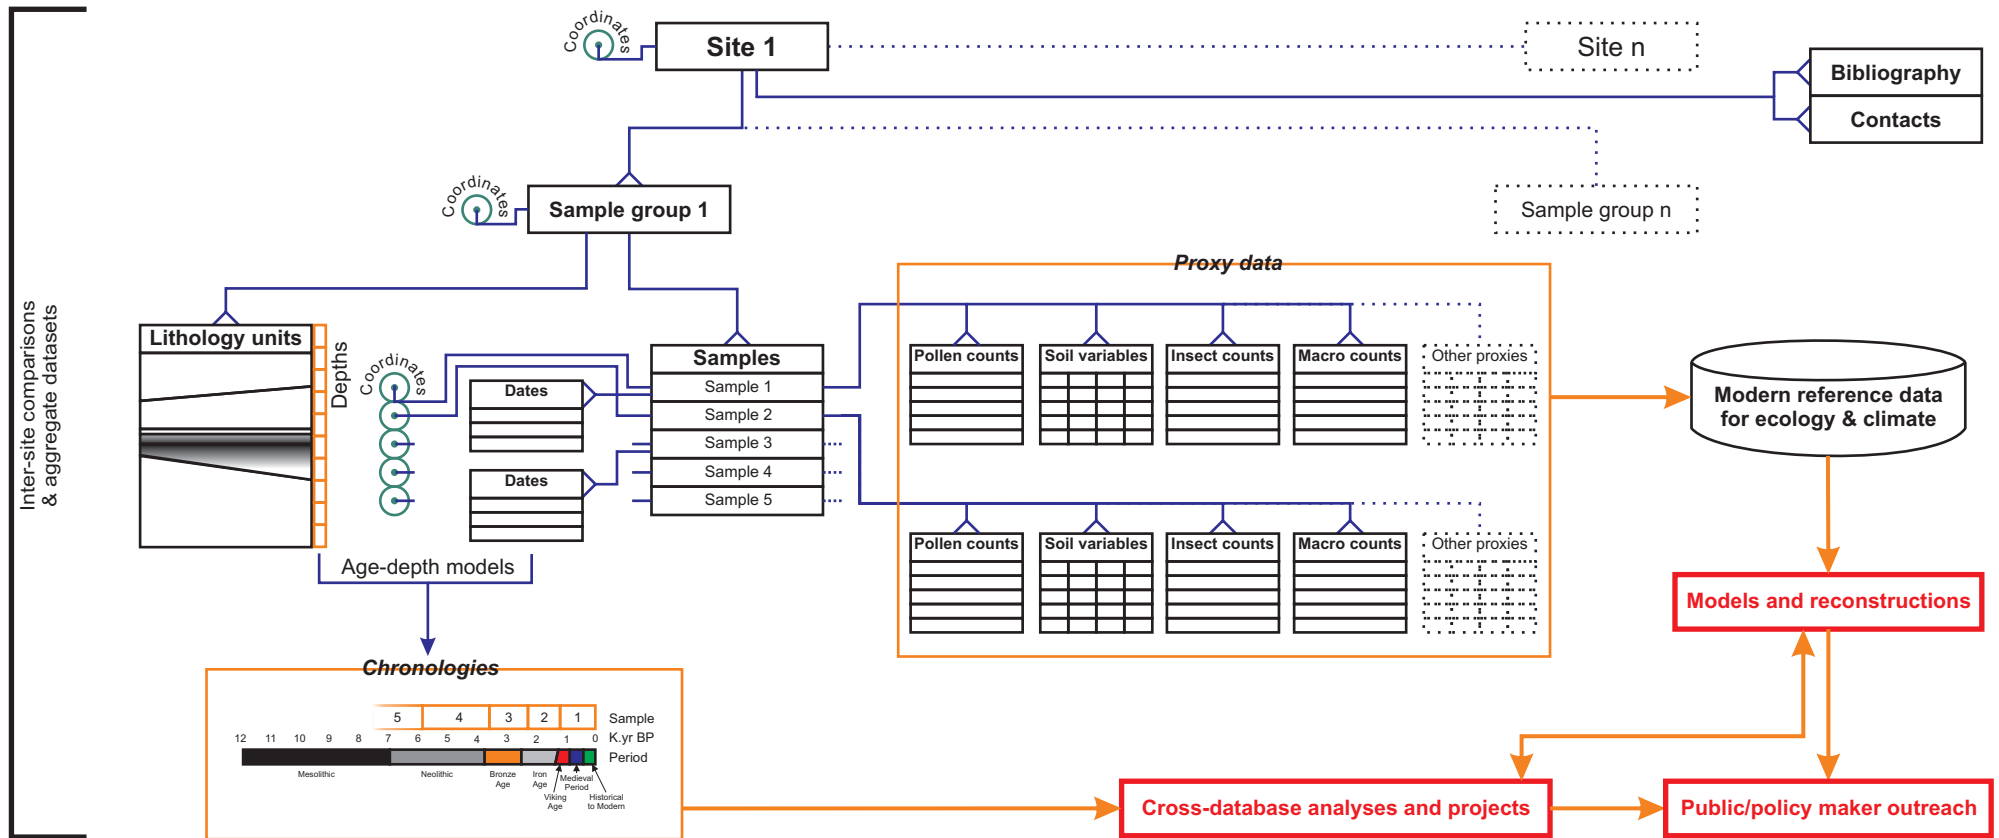 Coordinates
Site 1
Site n
Bibliography
Contacts
Coordinates
Sample group 1
Sample group n
Inter-site comparisons
& aggregate datasets
Lithology units
Depths
Coordinates
Dates
Dates
Samples
Sample 1
Sample 2
Sample 3
Sample 4
Sample 5
Proxy data
Pollen counts
Soil variables
Insect counts
Macro counts
Other proxies
Pollen counts
Soil variables
Insect counts
Macro counts
Other proxies
Modern reference data
for ecology & climate
Models and reconstructions
Age-depth models
Chronologies
5 4 3 2 1 Sample
12 11 10 9 8 7 6 5 4 3 2 1 0 K.yr BP
Period
Mesolithic
Neolithic
Bronze
Age
Iron
Age
Viking
Age
Medieval
Period
Historical
to Modern
Cross-database analyses and projects
Public/policy maker outreach